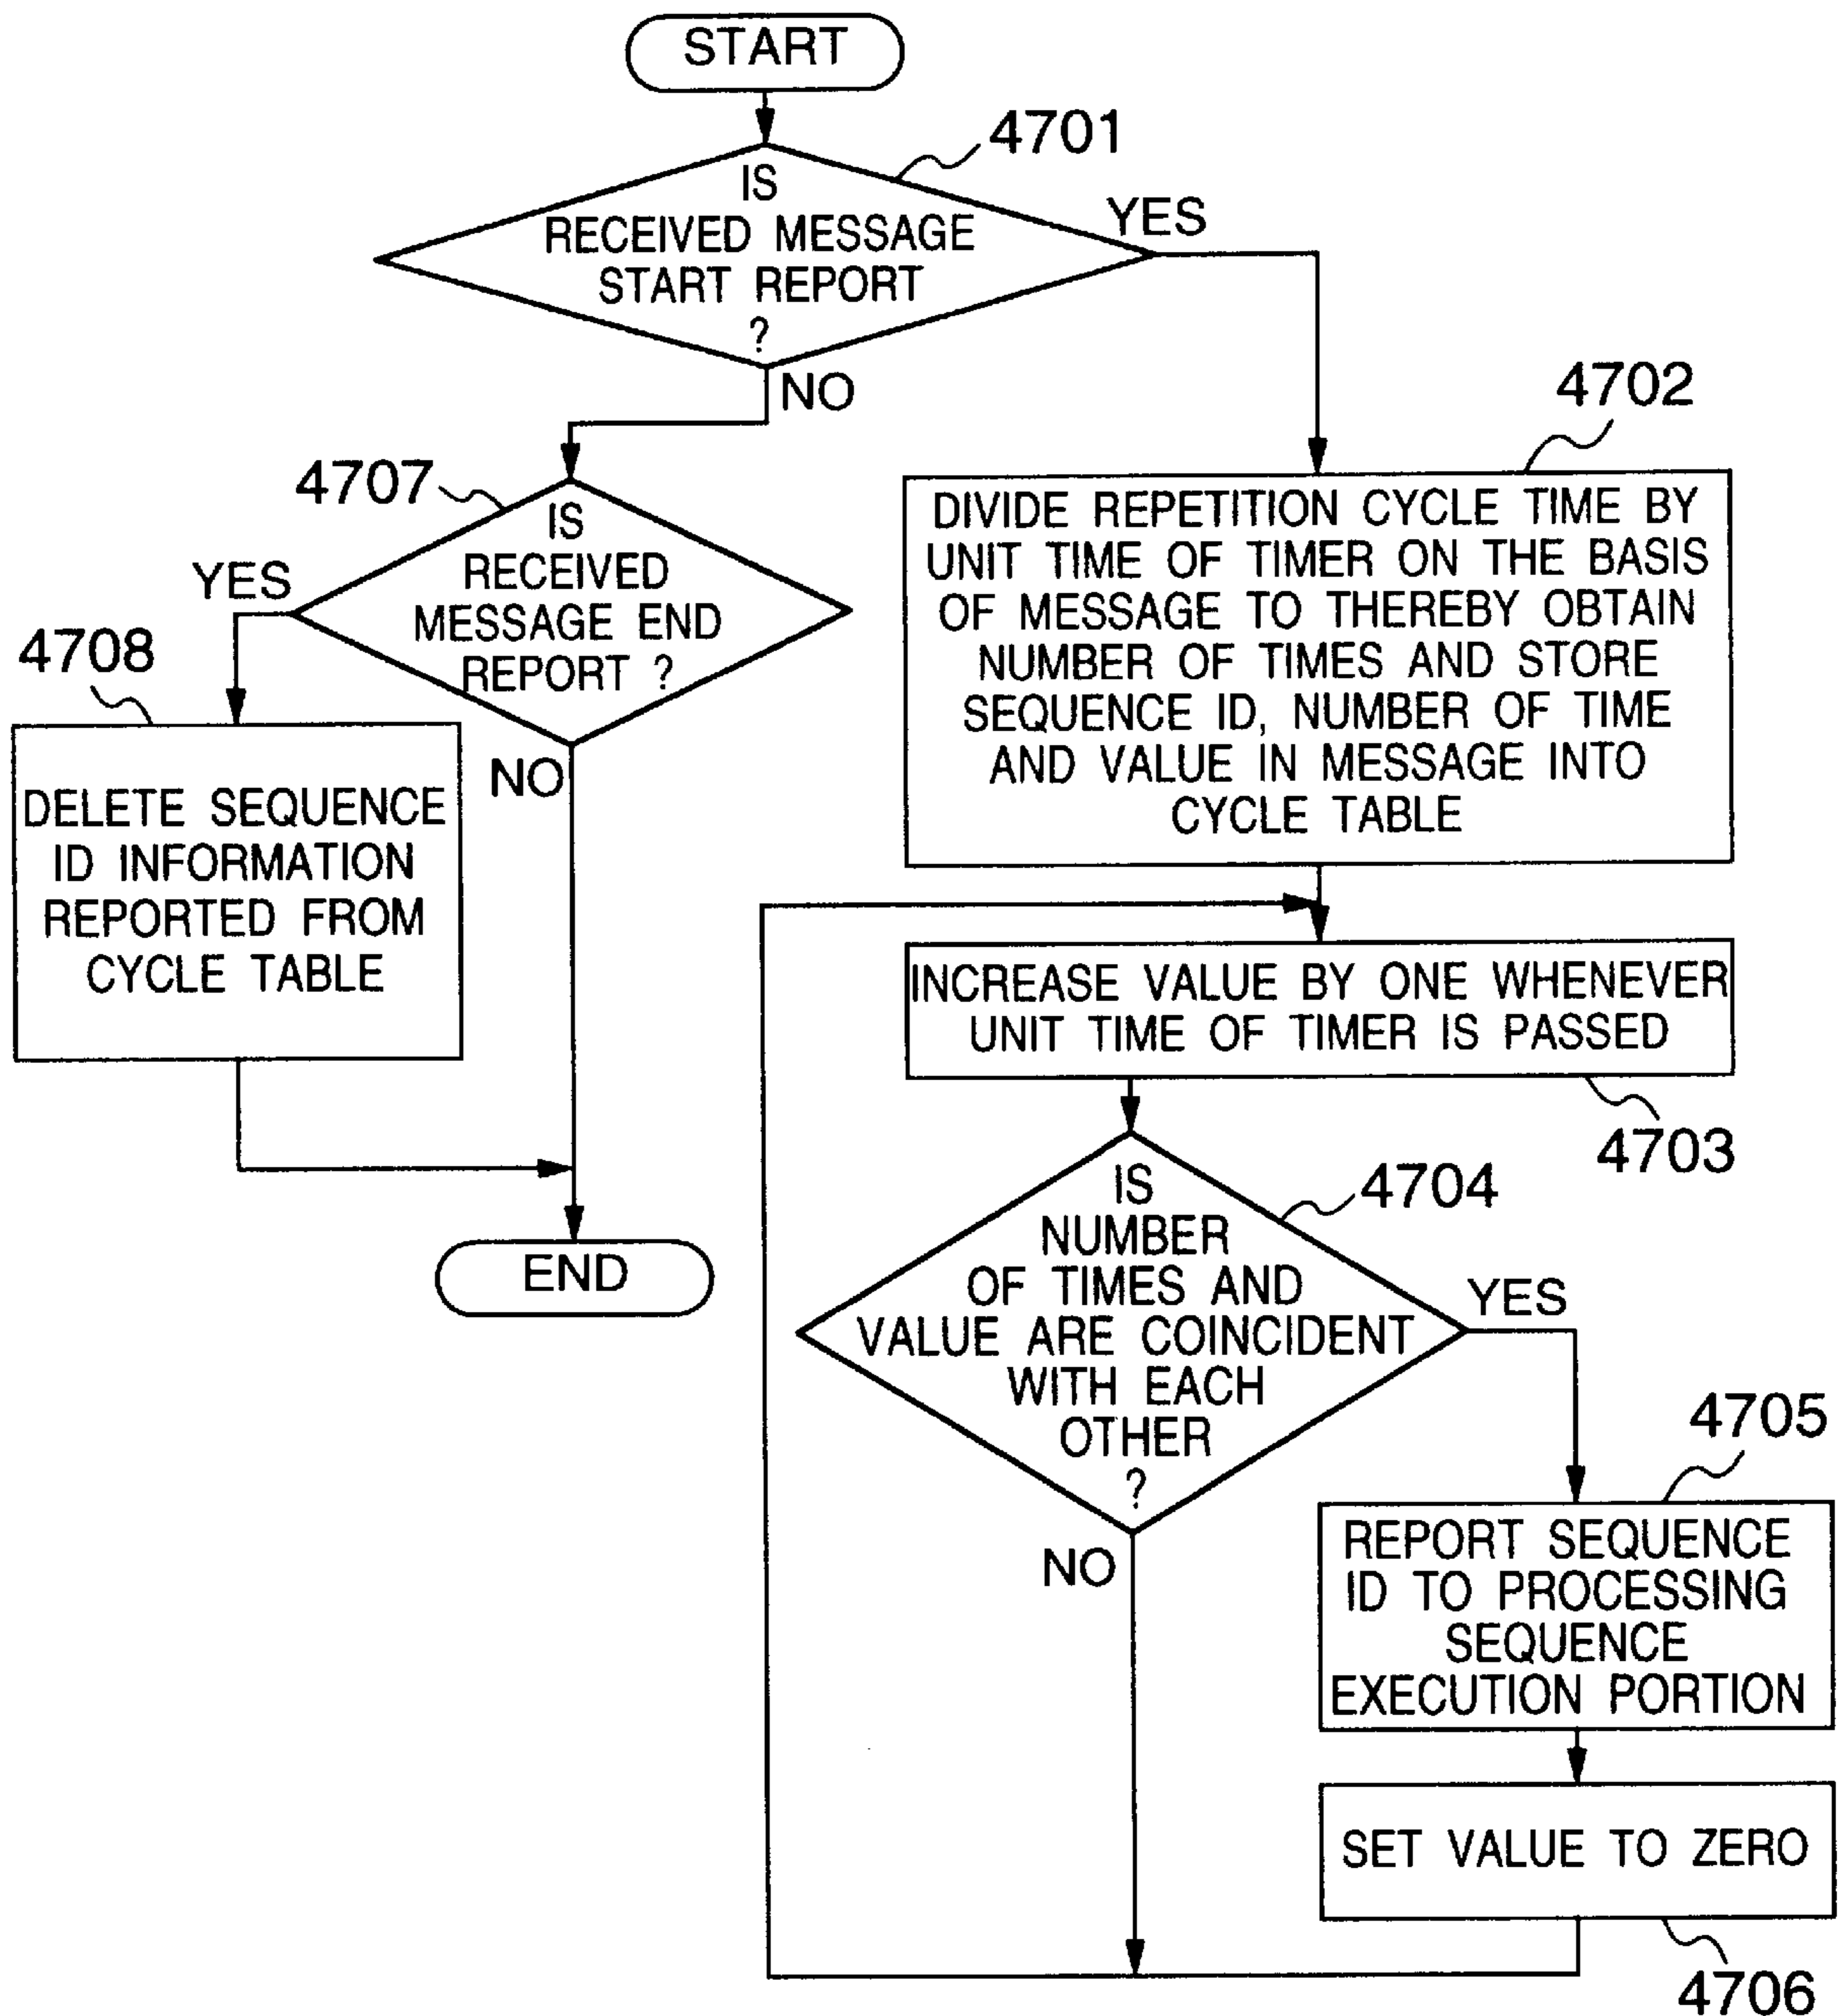 START
4701
IS
RECEIVED MESSAGE
START REPORT
?
YES
NO
4702
DIVIDE REPETITION CYCLE TIME BY
UNIT TIME OF TIMER ON THE BASIS
OF MESSAGE TO THEREBY OBTAIN
NUMBER OF TIMES AND STORE
SEQUENCE ID, NUMBER OF TIME
AND VALUE IN MESSAGE INTO
CYCLE TABLE
4707
IS
RECEIVED
MESSAGE END
REPORT ?
YES
NO
4708
DELETE SEQUENCE
ID INFORMATION
REPORTED FROM
CYCLE TABLE
END
INCREASE VALUE BY ONE WHENEVER
UNIT TIME OF TIMER IS PASSED
4703
4704
IS
NUMBER
OF TIMES AND
VALUE ARE COINCIDENT
WITH EACH
OTHER
?
YES
NO
4705
REPORT SEQUENCE
ID TO PROCESSING
SEQUENCE
EXECUTION PORTION
SET VALUE TO ZERO
4706